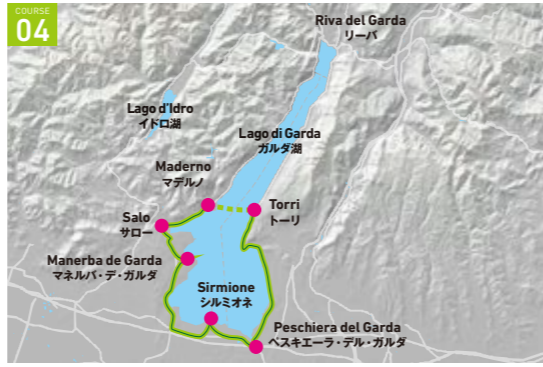 COURSE
04
Riva del Garda
リーバ
Lago d'Idro
イドロ湖
Lago di Garda
ガルダ湖
Maderno
マデルノ
Torri
トーリ
Salo
サロー
Manerba de Garda
マネルバ・デ・ガルダ
Sirmione
シルミオネ
Peschiera del Garda
ペスキエーラ・デル・ガルダ